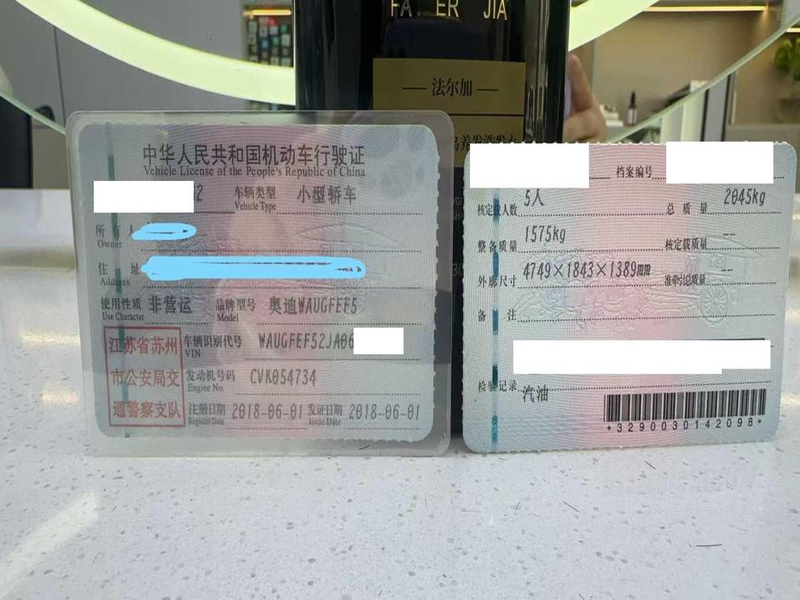 FA ER JIA
法尔加
中华人民共和国机动车行驶证
Vehicle License of the People's Republic of China
2 车辆类型 小型轿车
Vehicle Type
所有人
Owner
住 址
Address
使用性质 非营运 品牌型号 奥迪WAUGFEF5
Use Character Model
江苏省苏州
市公安局交
通警察支队
车辆识别代号 WAUGFEF52JA06
VIN
发动机号码 CVK054734
Engine No.
注册日期 2018-06-01 发证日期 2018-06-01
Register Date Issue Date
档案编号
核定载人数 5人 总质量 2045kg
整备质量 1575kg 核定载质量 --
外廓尺寸 4749×1843×1389mm 准牵引总质量 --
备 注
检验记录 汽油
*3290030142098*